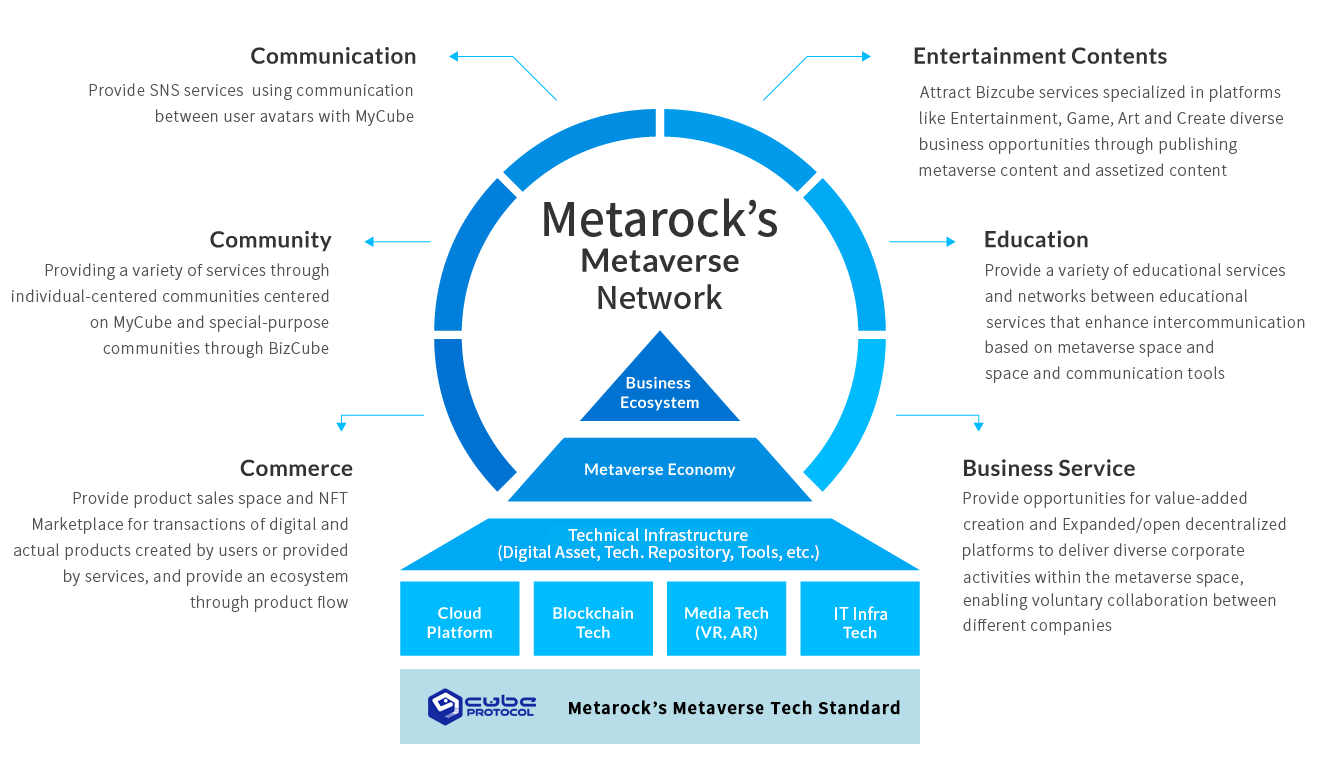 Communication
Provide SNS services using communication
between user avatars with MyCube
Community
Providing a variety of services through
individual-centered communities centered
on MyCube and special-purpose
communities through BizCube
Commerce
Provide product sales space and NFT
Marketplace for transactions of digital and
actual products created by users or provided
by services, and provide an ecosystem
through product flow
Metarock's
Metaverse
Network
Business
Ecosystem
Metaverse Economy
Technical Infrastructure
(Digital Asset, Tech. Repository, Tools, etc.)
Cloud
Platform
Blockchain
Tech
Media Tech
(VR, AR)
IT Infra
Tech
cube
PROTOCOL
Metarock's Metaverse Tech Standard
Entertainment Contents
Attract Bizcube services specialized in platforms
like Entertainment, Game, Art and Create diverse
business opportunities through publishing
metaverse content and assetized content
Education
Provide a variety of educational services
and networks between educational
services that enhance intercommunication
based on metaverse space and
space and communication tools
Business Service
Provide opportunities for value-added
creation and Expanded/open decentralized
platforms to deliver diverse corporate
activities within the metaverse space,
enabling voluntary collaboration between
different companies